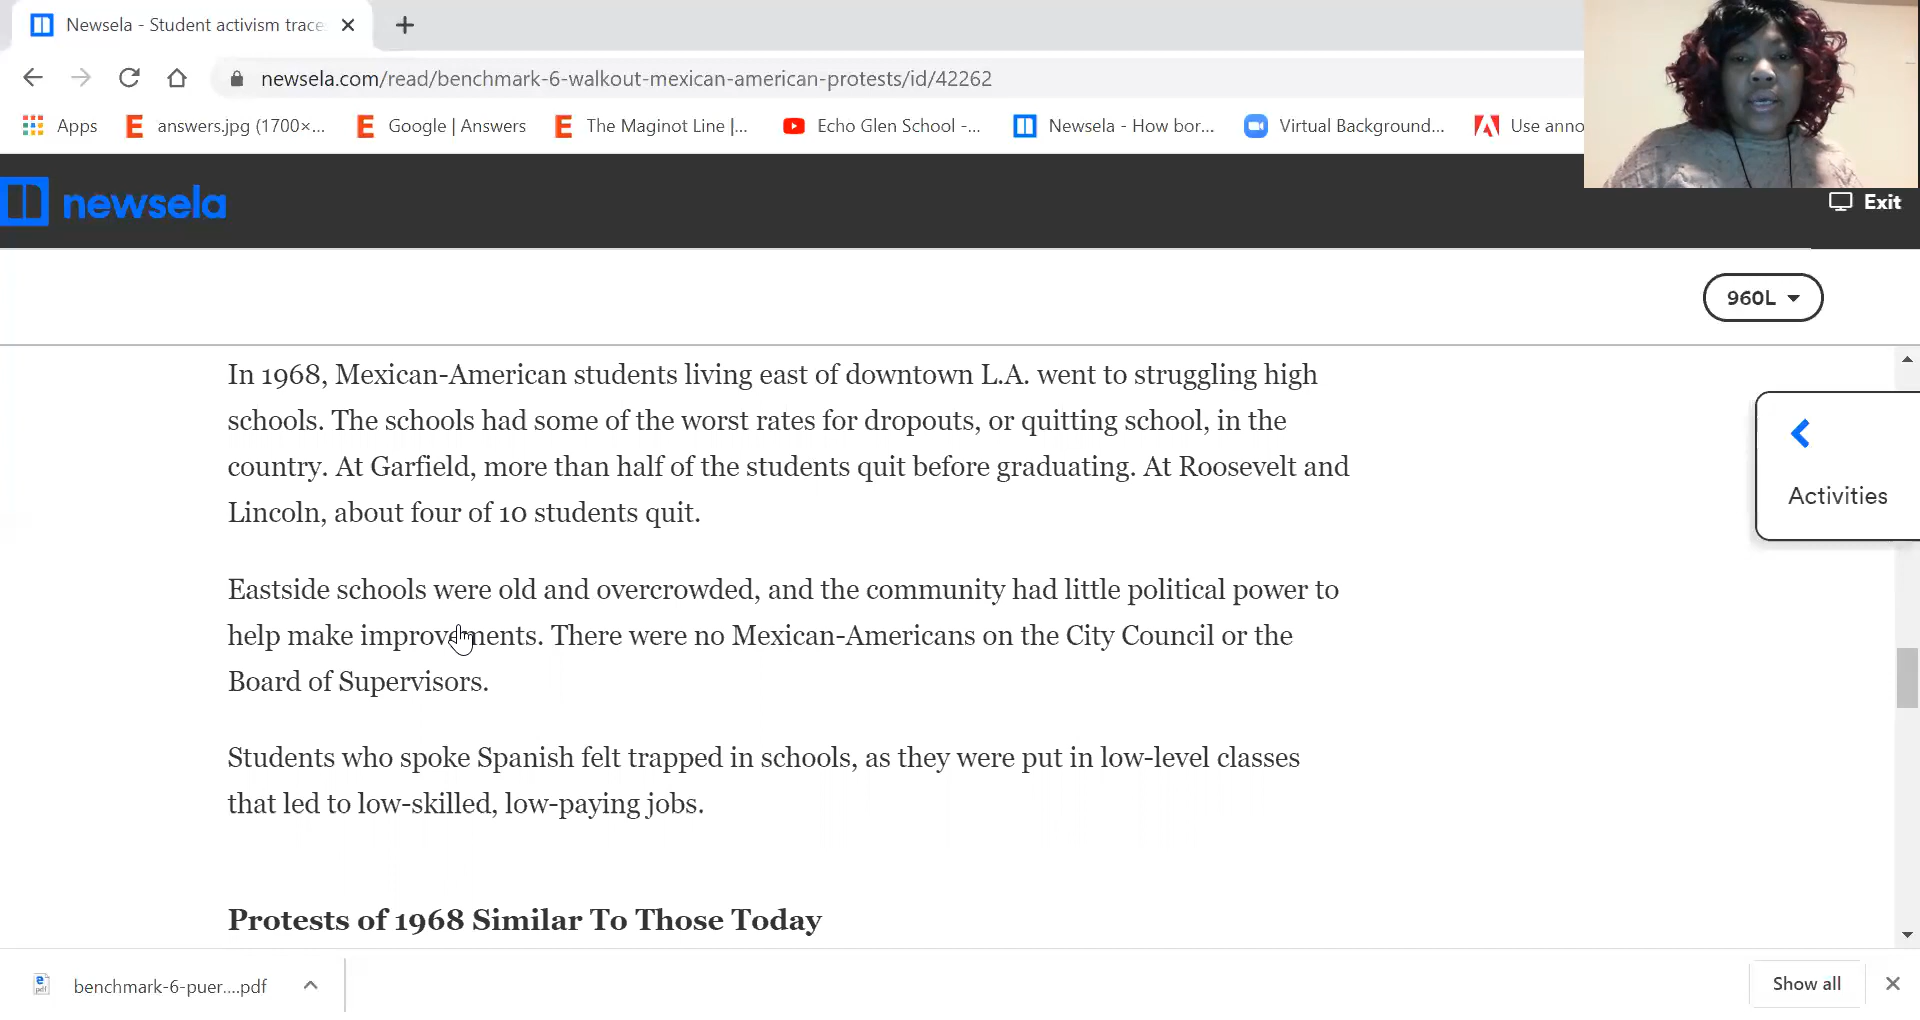 Newsela - Student activism trace
newsela.com/read/benchmark-6-walkout-mexican-american-protests/id/42262
Apps
answers.jpg (1700×...
Google | Answers
The Maginot Line |...
Echo Glen School -...
Newsela - How bor...
Virtual Background...
Use anno
newsela
Exit
960L
In 1968, Mexican-American students living east of downtown L.A. went to struggling high
schools. The schools had some of the worst rates for dropouts, or quitting school, in the
country. At Garfield, more than half of the students quit before graduating. At Roosevelt and
Lincoln, about four of 10 students quit.
Activities
Eastside schools were old and overcrowded, and the community had little political power to
help make improvements. There were no Mexican-Americans on the City Council or the
Board of Supervisors.
Students who spoke Spanish felt trapped in schools, as they were put in low-level classes
that led to low-skilled, low-paying jobs.
Protests of 1968 Similar To Those Today
benchmark-6-puer....pdf
Show all